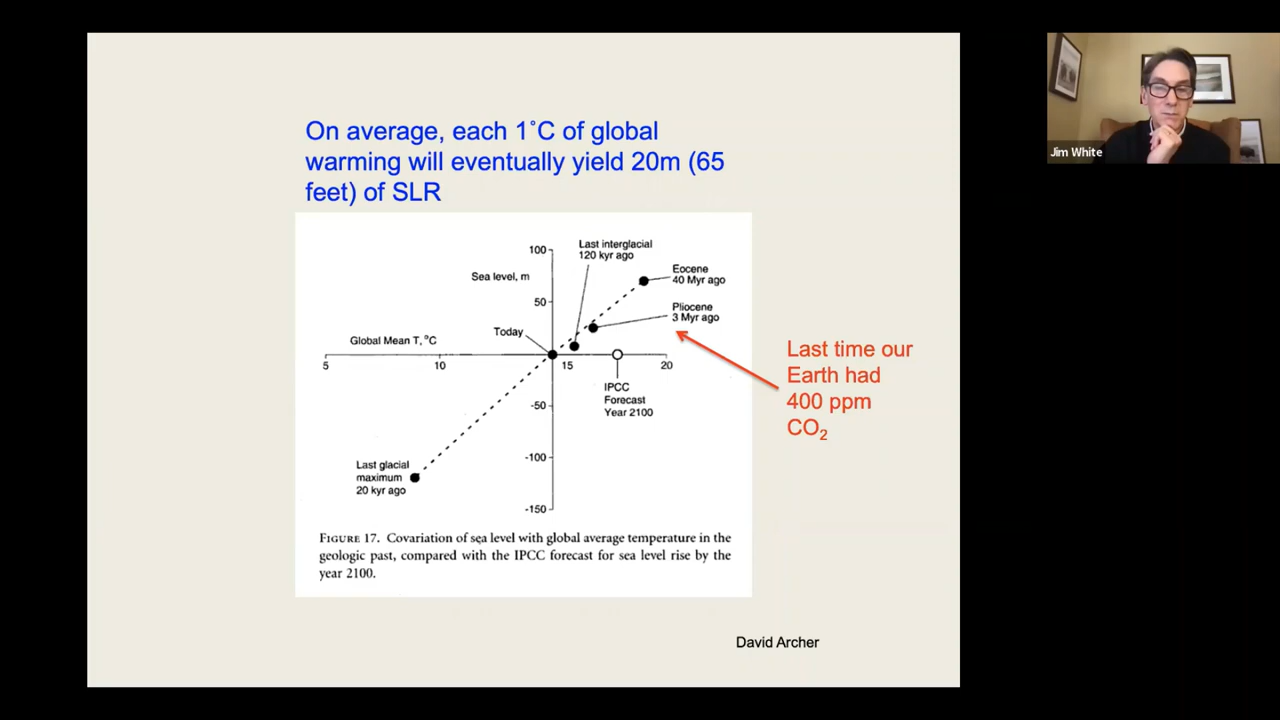 On average, each 1˚C of global
warming will eventually yield 20m (65
feet) of SLR
Last interglacial
120 kyr ago
100
Sea level, m
Eocene
40 Myr ago
50
Pliocene
3 Myr ago
Today
Global Mean T, °C
5
10
15
20
IPCC
Forecast
Year 2100
-50
-100
-150
Last glacial
maximum
20 kyr ago
FIGURE 17. Covariation of sea level with global average temperature in the
geologic past, compared with the IPCC forecast for sea level rise by the
year 2100.
Last time our
Earth had
400 ppm
CO₂
David Archer
Jim White